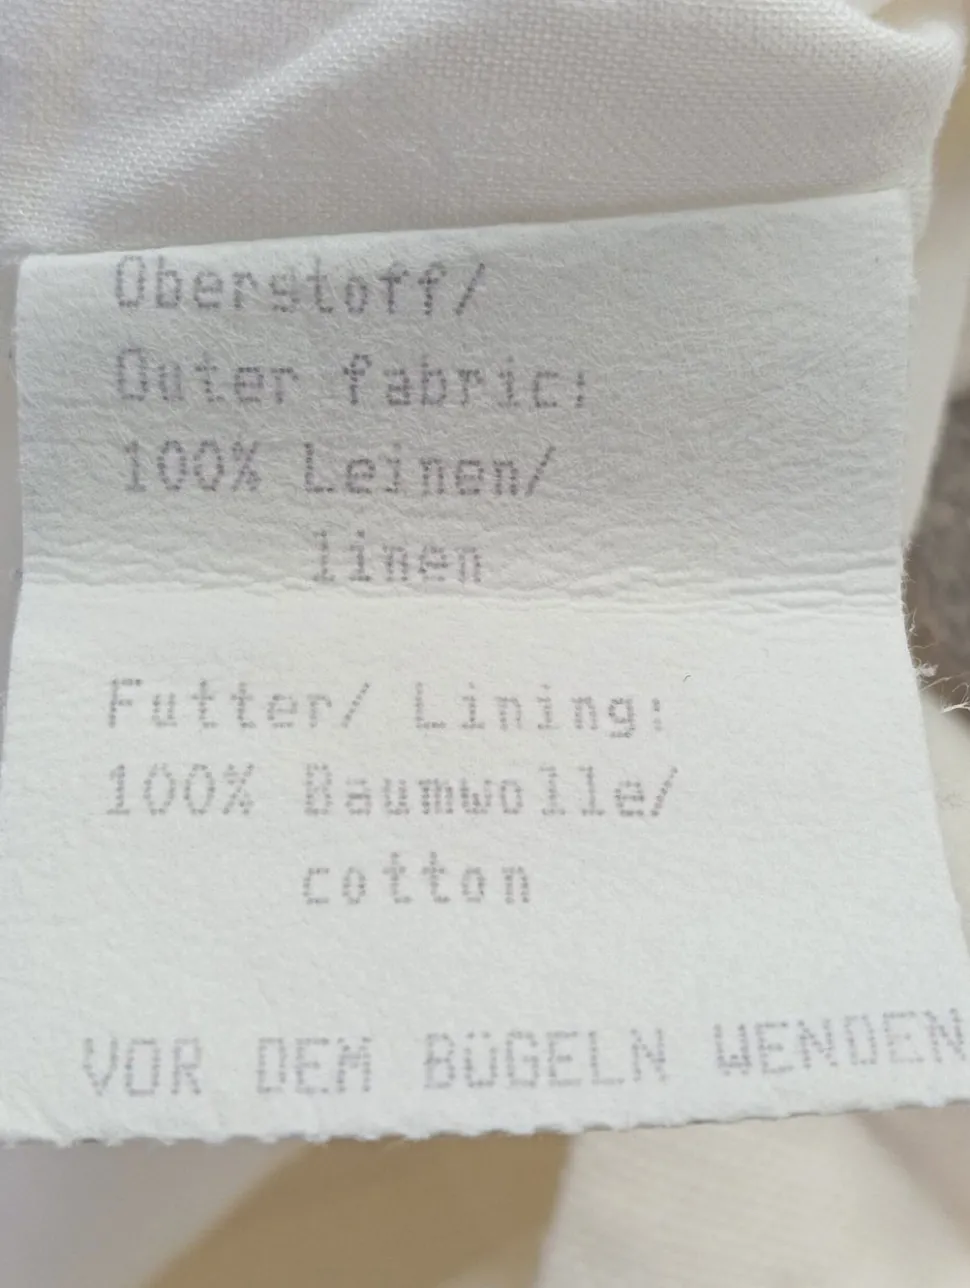 Oberstoff/
Outer fabric:
100% Leinen/
linen
Futter/ Lining:
100% Baumwolle/
cotton
VOR DEM BÜGELN WENDEN